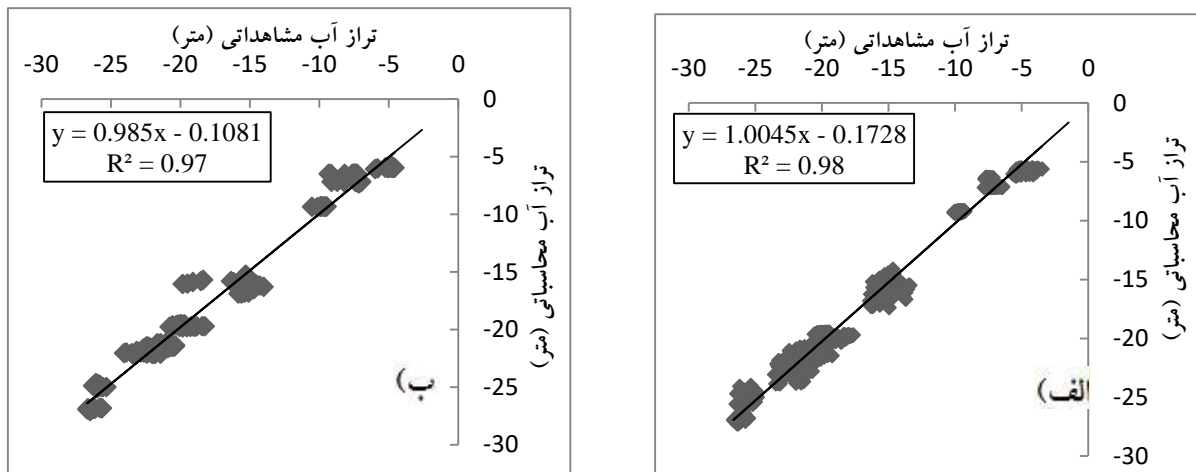 تراز آب مشاهداتی (متر)
-30 -25 -20 -15 -10 -5 0
0
-5
-10
-15
-20
-25
-30
تراز آب محاسباتی (متر)
y = 1.0045x - 0.1728
R² = 0.98
الف)
تراز آب مشاهداتی (متر)
-30 -25 -20 -15 -10 -5 0
0
-5
-10
-15
-20
-25
-30
تراز آب محاسباتی (متر)
y = 0.985x - 0.1081
R² = 0.97
ب)